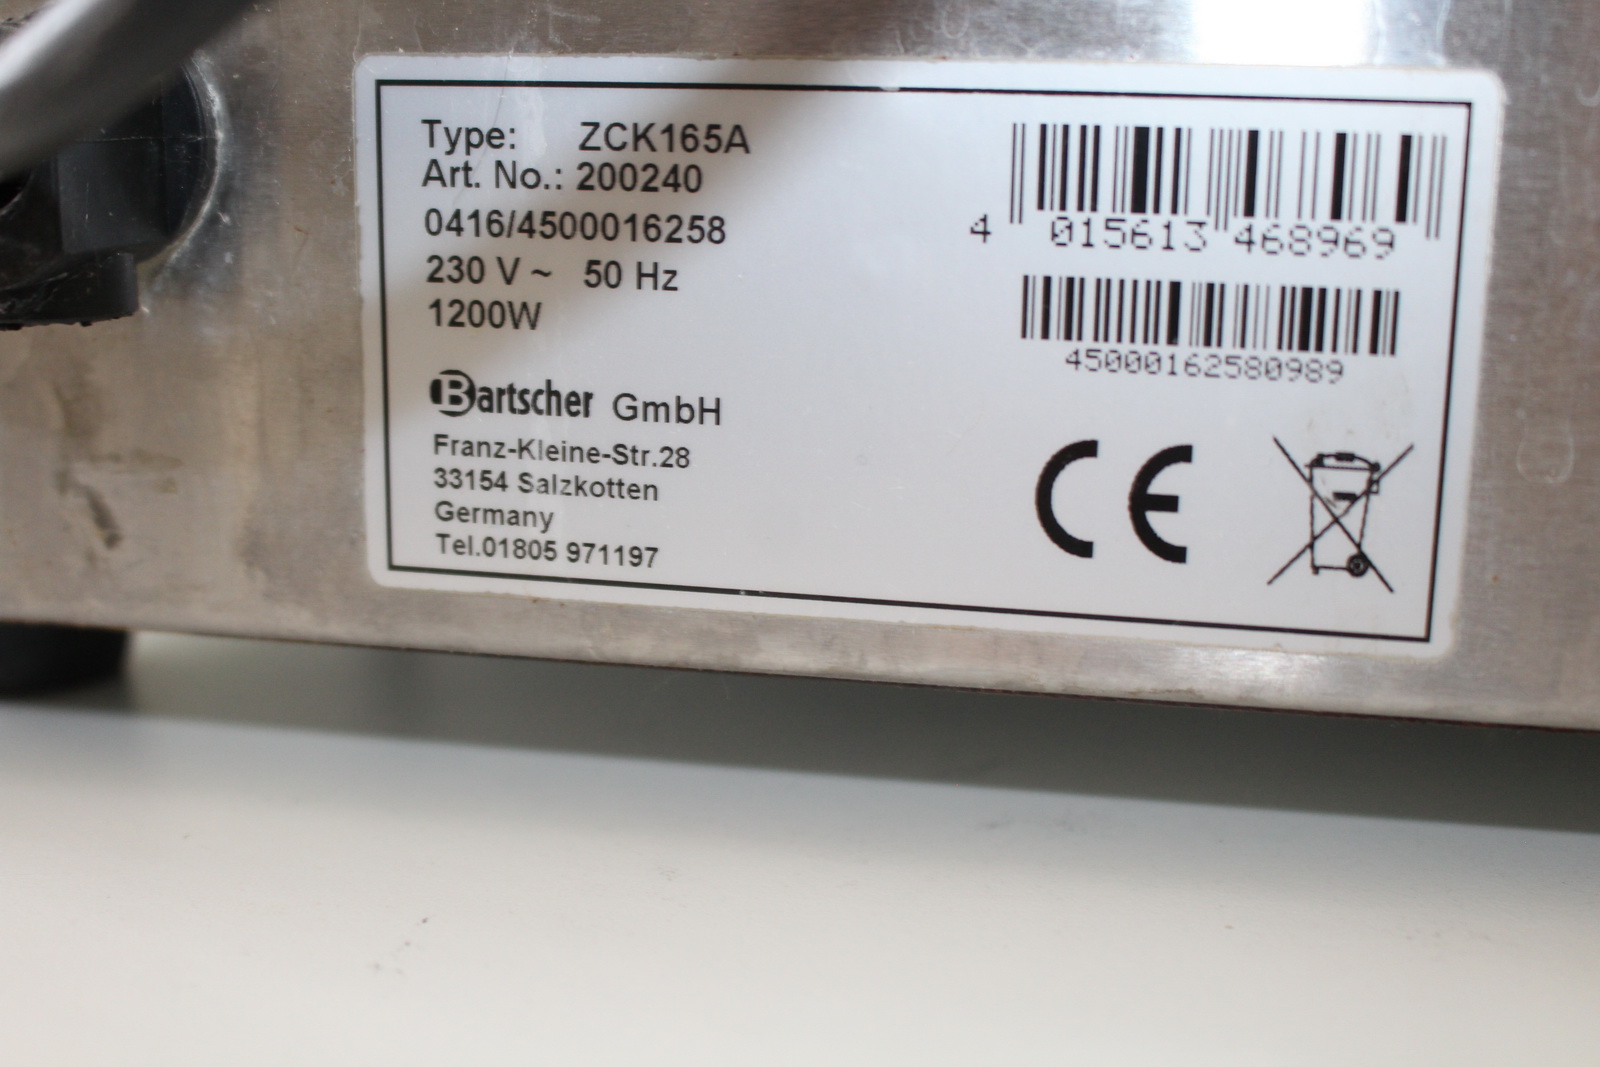 Type: ZCK165A
Art. No.: 200240
0416/4500016258
230 V ~ 50 Hz
1200W
Bartscher GmbH
Franz-Kleine-Str.28
33154 Salzkotten
Germany
Tel.01805 971197
4 015613 468969
45000162580989
CE